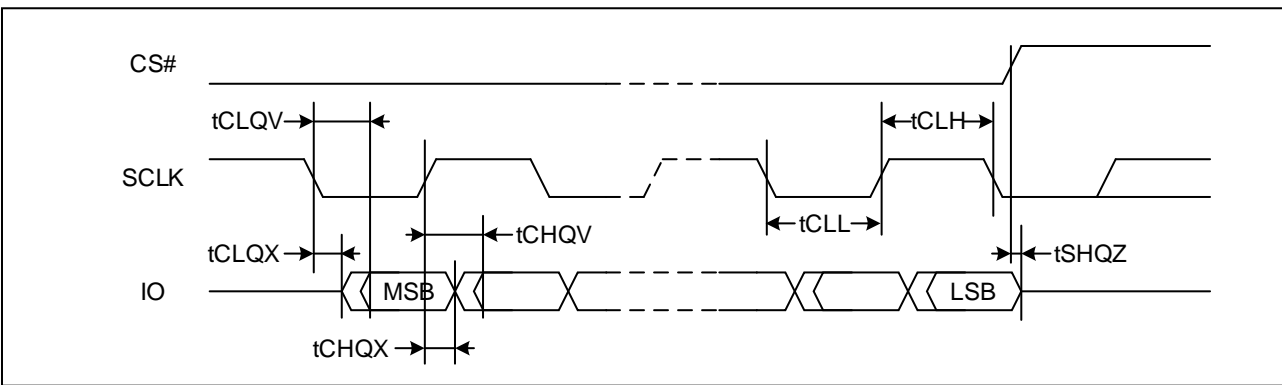 CS#
tCLQV
tCLH
SCLK
tCLL
tCHQV
tCLQX
tSHQZ
IO
MSB
LSB
tCHQX